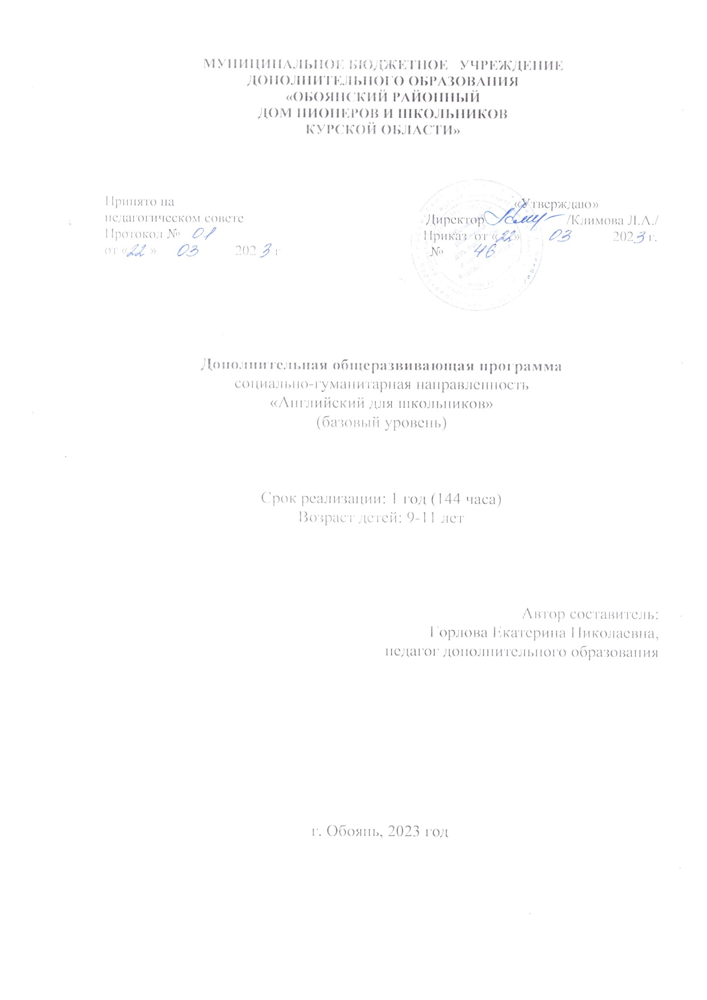 МУНИЦИПАЛЬНОЕ БЮДЖЕТНОЕ УЧРЕЖДЕНИЕ
ДОПОЛНИТЕЛЬНОГО ОБРАЗОВАНИЯ
«ОБОЯНСКИЙ РАЙОННЫЙ
ДОМ ПИОНЕРОВ И ШКОЛЬНИКОВ
КУРСКОЙ ОБЛАСТИ»
Принято на
педагогическом совете
Протокол № 01
от «22» 03 2023 г
«Утверждаю»
Директор /Климова Л.А./
Приказ от «22» 03 2023 г.
№ 46
Дополнительная общеразвивающая программа
социально-гуманитарная направленность
«Английский для школьников»
(базовый уровень)
Срок реализации: 1 год (144 часа)
Возраст детей: 9-11 лет
Автор составитель:
Горлова Екатерина Николаевна,
педагог дополнительного образования
г. Обоянь, 2023 год